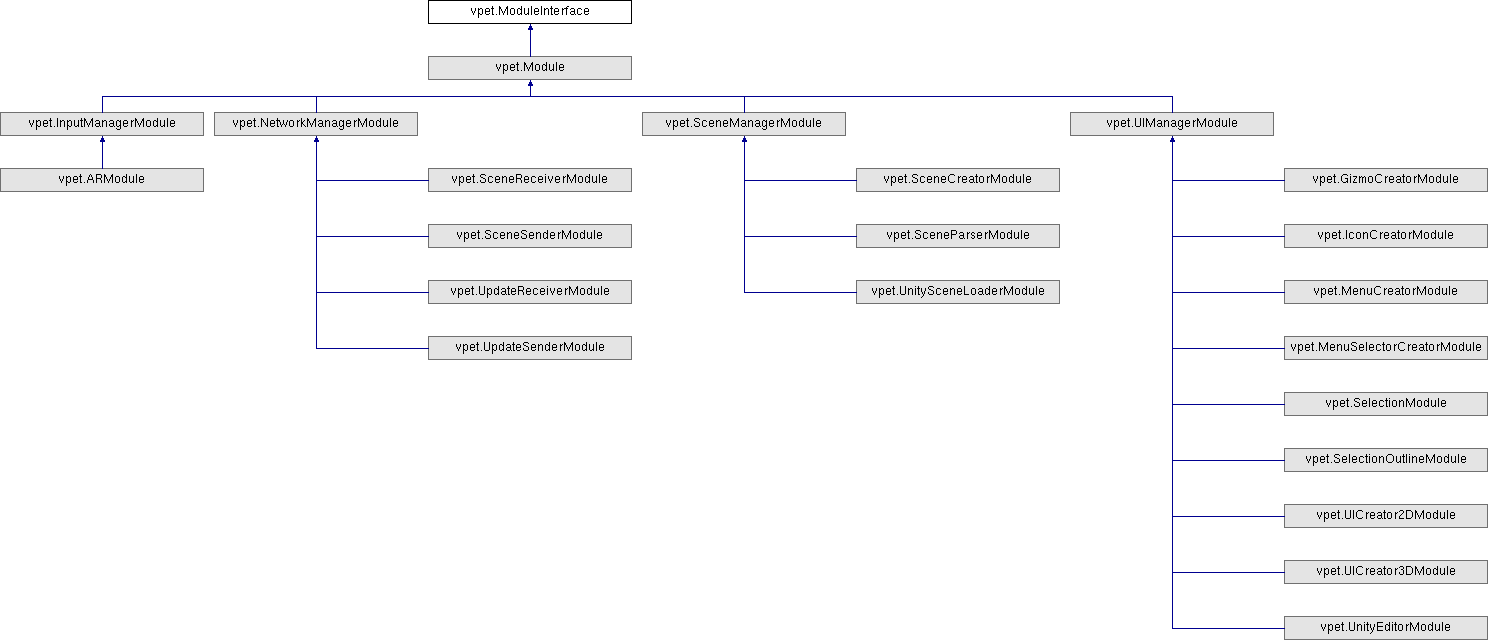 vpet.ModuleInterface
vpet.Module
vpet.InputManagerModule
vpet.NetworkManagerModule
vpet.SceneManagerModule
vpet.UIManagerModule
vpet.ARModule
vpet.SceneReceiverModule
vpet.SceneCreatorModule
vpet.GizmoCreatorModule
vpet.SceneSenderModule
vpet.SceneParserModule
vpet.IconCreatorModule
vpet.UpdateReceiverModule
vpet.UnitySceneLoaderModule
vpet.MenuCreatorModule
vpet.UpdateSenderModule
vpet.MenuSelectorCreatorModule
vpet.SelectionModule
vpet.SelectionOutlineModule
vpet.UICreator2DModule
vpet.UICreator3DModule
vpet.UnityEditorModule